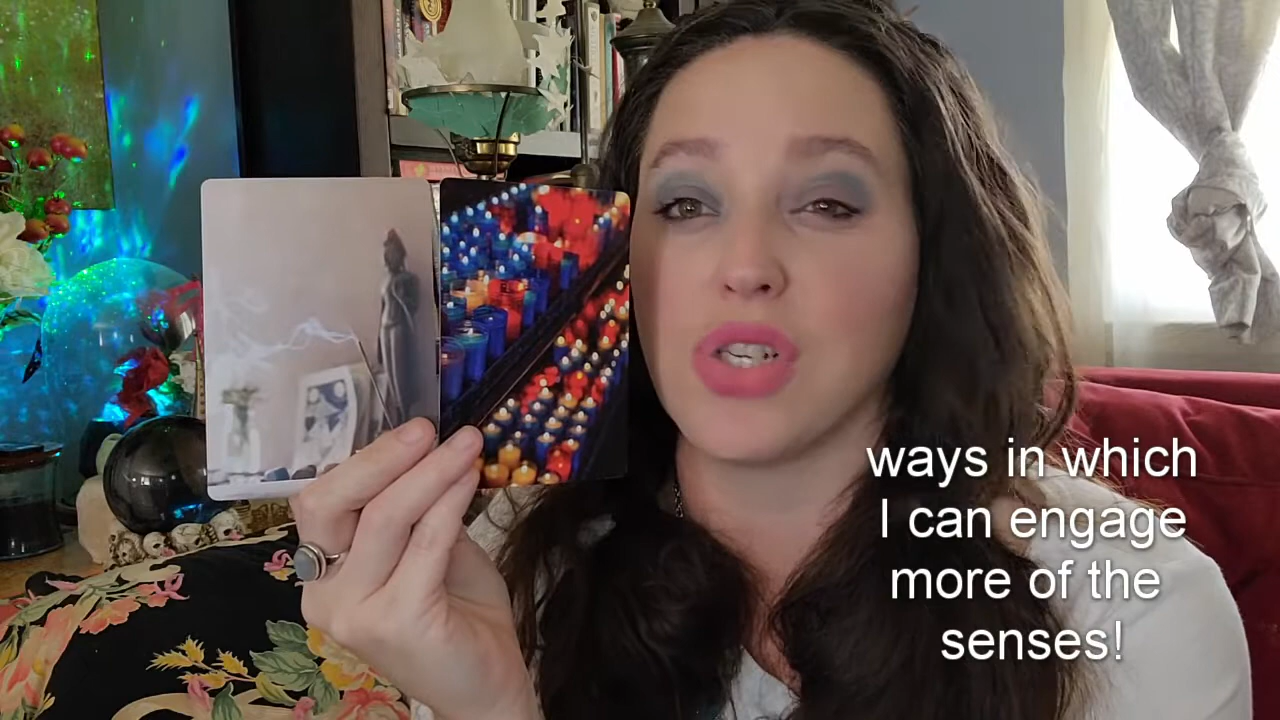 ways in which
I can engage
more of the
senses!